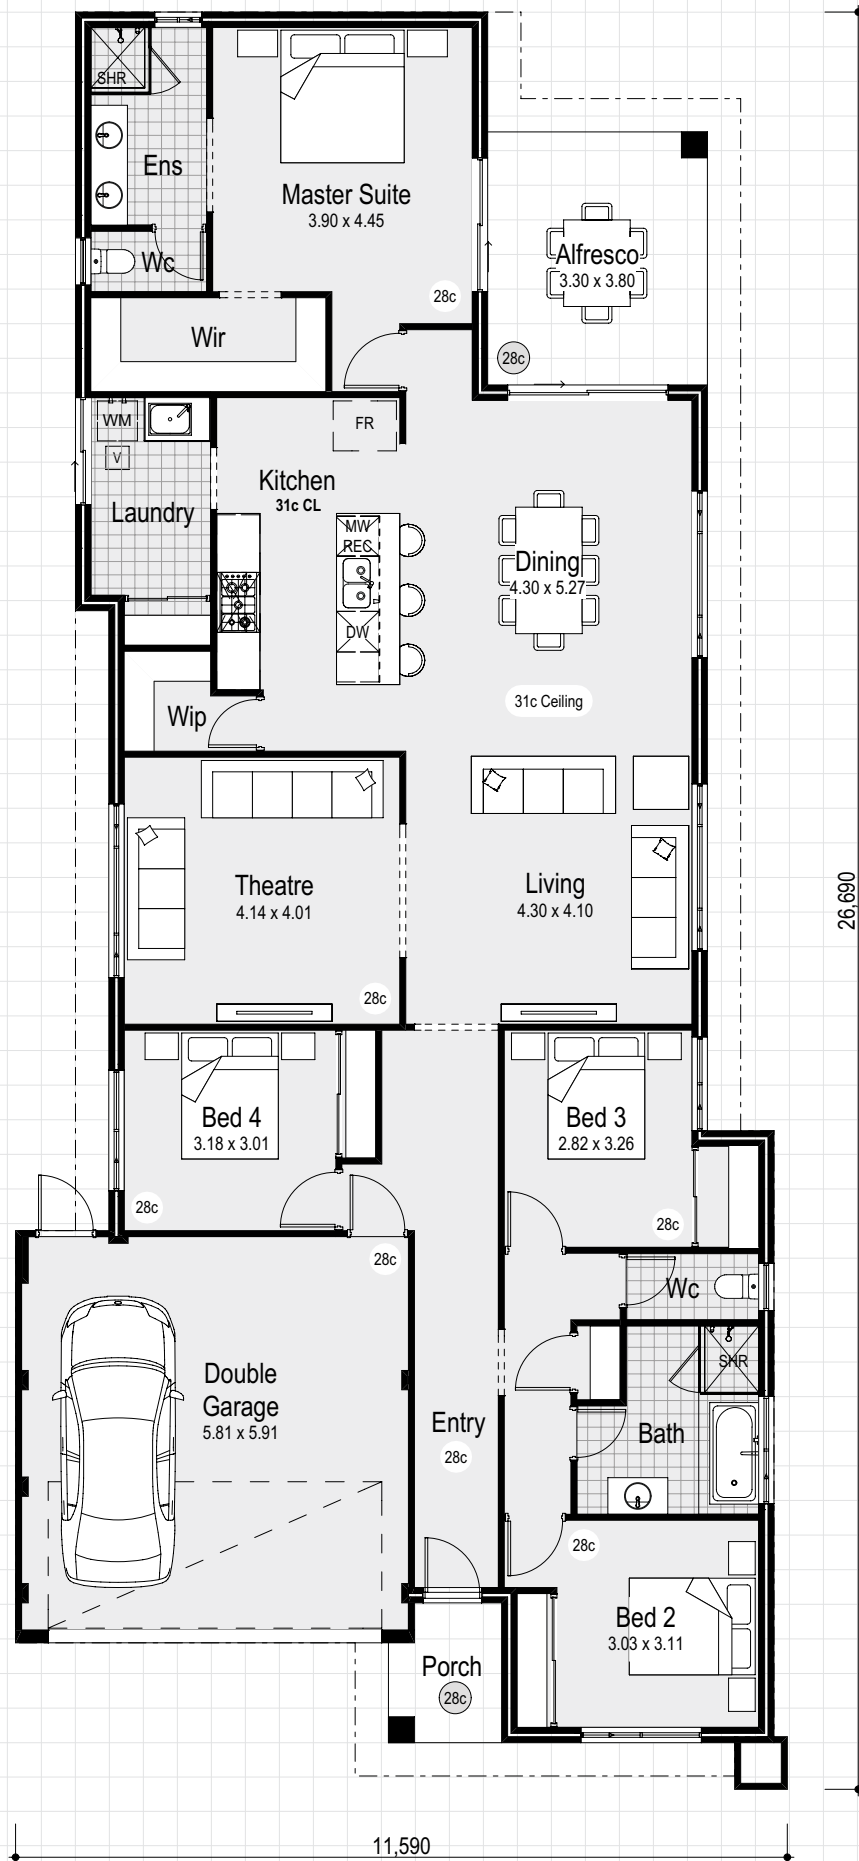 SHR
Ens
Master Suite
3.90 x 4.45
Wc
28c
Alfresco
3.30 x 3.80
28c
Wir
WM
V
Laundry
FR
Kitchen
31c CL
MW
REC
DW
Dining
4.30 x 5.27
31c Ceiling
Wip
Theatre
4.14 x 4.01
28c
Living
4.30 x 4.10
26,690
Bed 4
3.18 x 3.01
28c
Bed 3
2.82 x 3.26
28c
28c
Wc
SHR
Double
Garage
5.81 x 5.91
Entry
28c
Bath
28c
Bed 2
3.03 x 3.11
Porch
28c
11,590